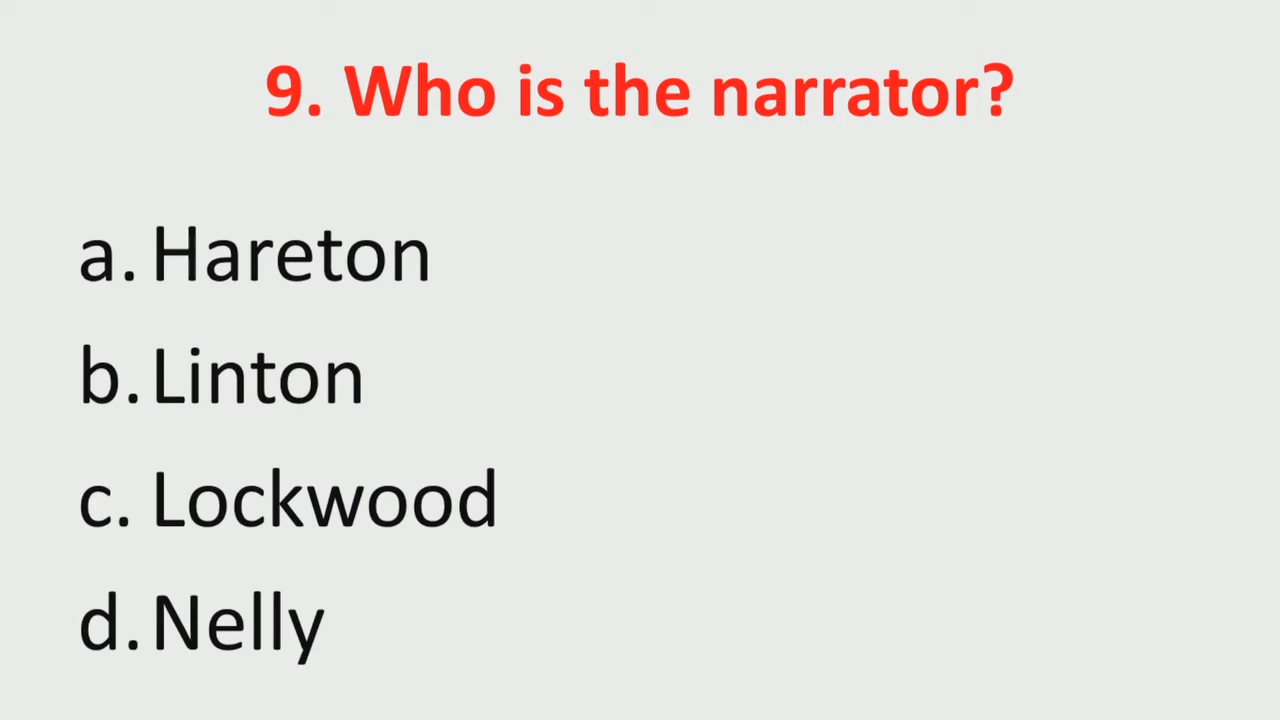 9. Who is the narrator?
a. Hareton
b. Linton
c. Lockwood
d. Nelly